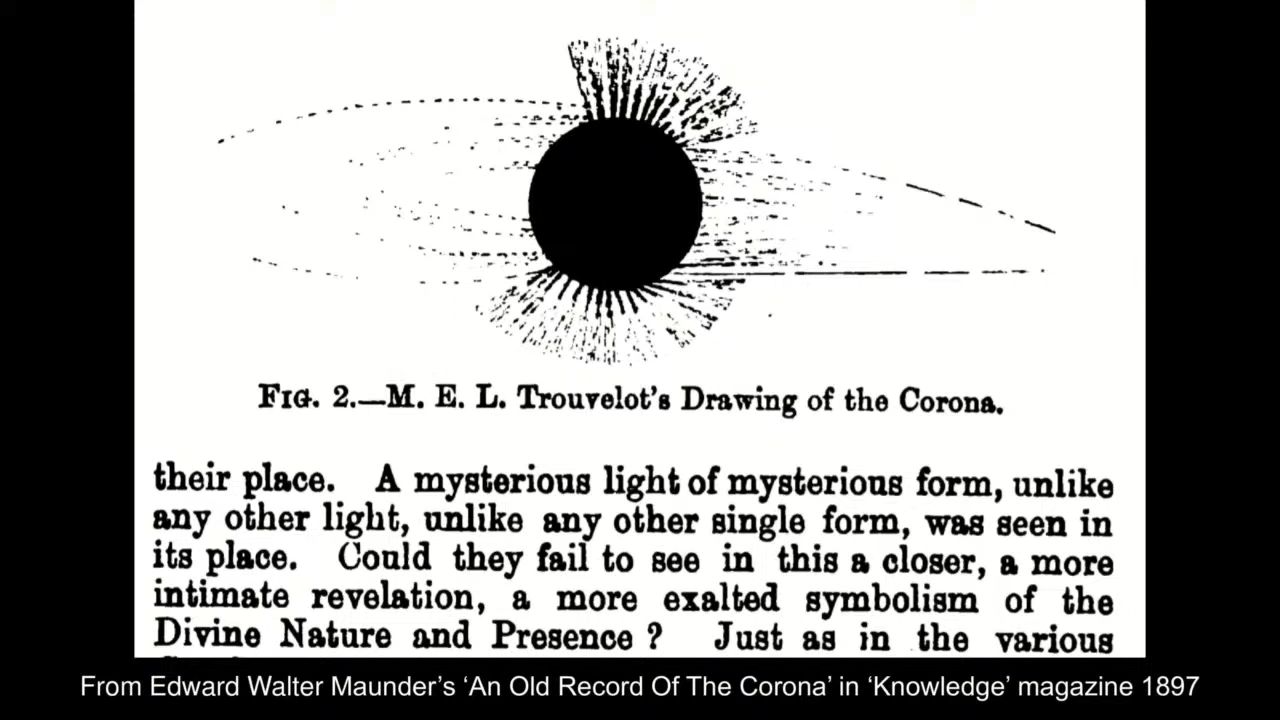 FIG. 2.—M. E. L. Trouvelot's Drawing of the Corona.
their place. A mysterious light of mysterious form, unlike
any other light, unlike any other single form, was seen in
its place. Could they fail to see in this a closer, a more
intimate revelation, a more exalted symbolism of the
Divine Nature and Presence ? Just as in the various
From Edward Walter Maunder's ‘An Old Record Of The Corona’ in ‘Knowledge’ magazine 1897